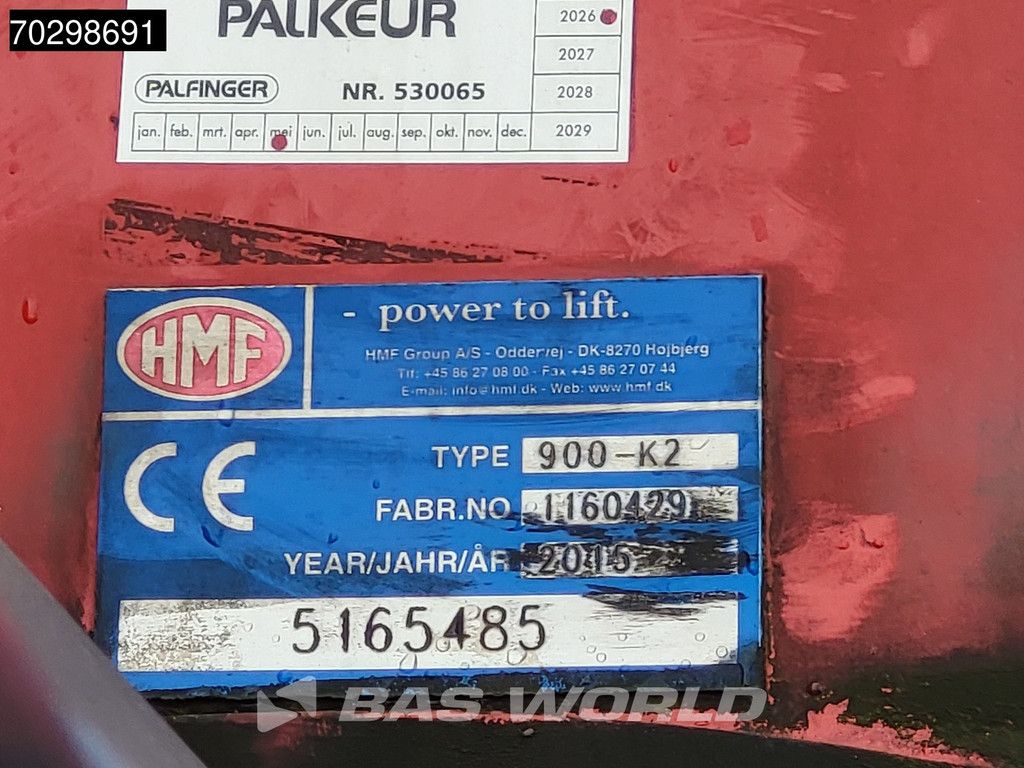 70298691
PALKEUR
2026
2027
PALFINGER NR. 530065 2028
jan. feb. mrt. apr. mei jun. jul. aug. sep. okt. nov. dec. 2029
HMF - power to lift.
HMF Group A/S - Oddervej - DK-8270 Højbjerg
Tlf: +45 86 27 08 00 - Fax +45 86 27 07 44
E-mail: info@hmf.dk - Web: www.hmf.dk
CE
TYPE 900-K2
FABR.NO 1160429
YEAR/JAHR/ÅR 2015
5165485
BAS WORLD